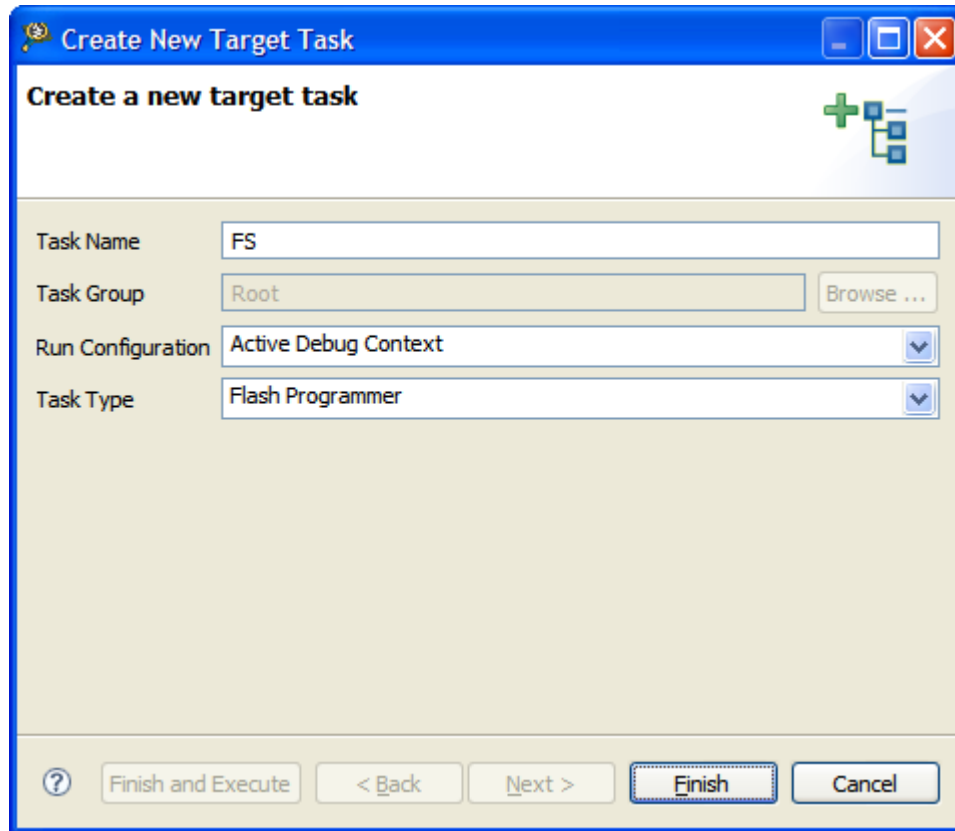 Create New Target Task
Create a new target task
Task Name FS
Task Group Root Browse ...
Run Configuration Active Debug Context
Task Type Flash Programmer
? Finish and Execute < Back Next > Finish Cancel